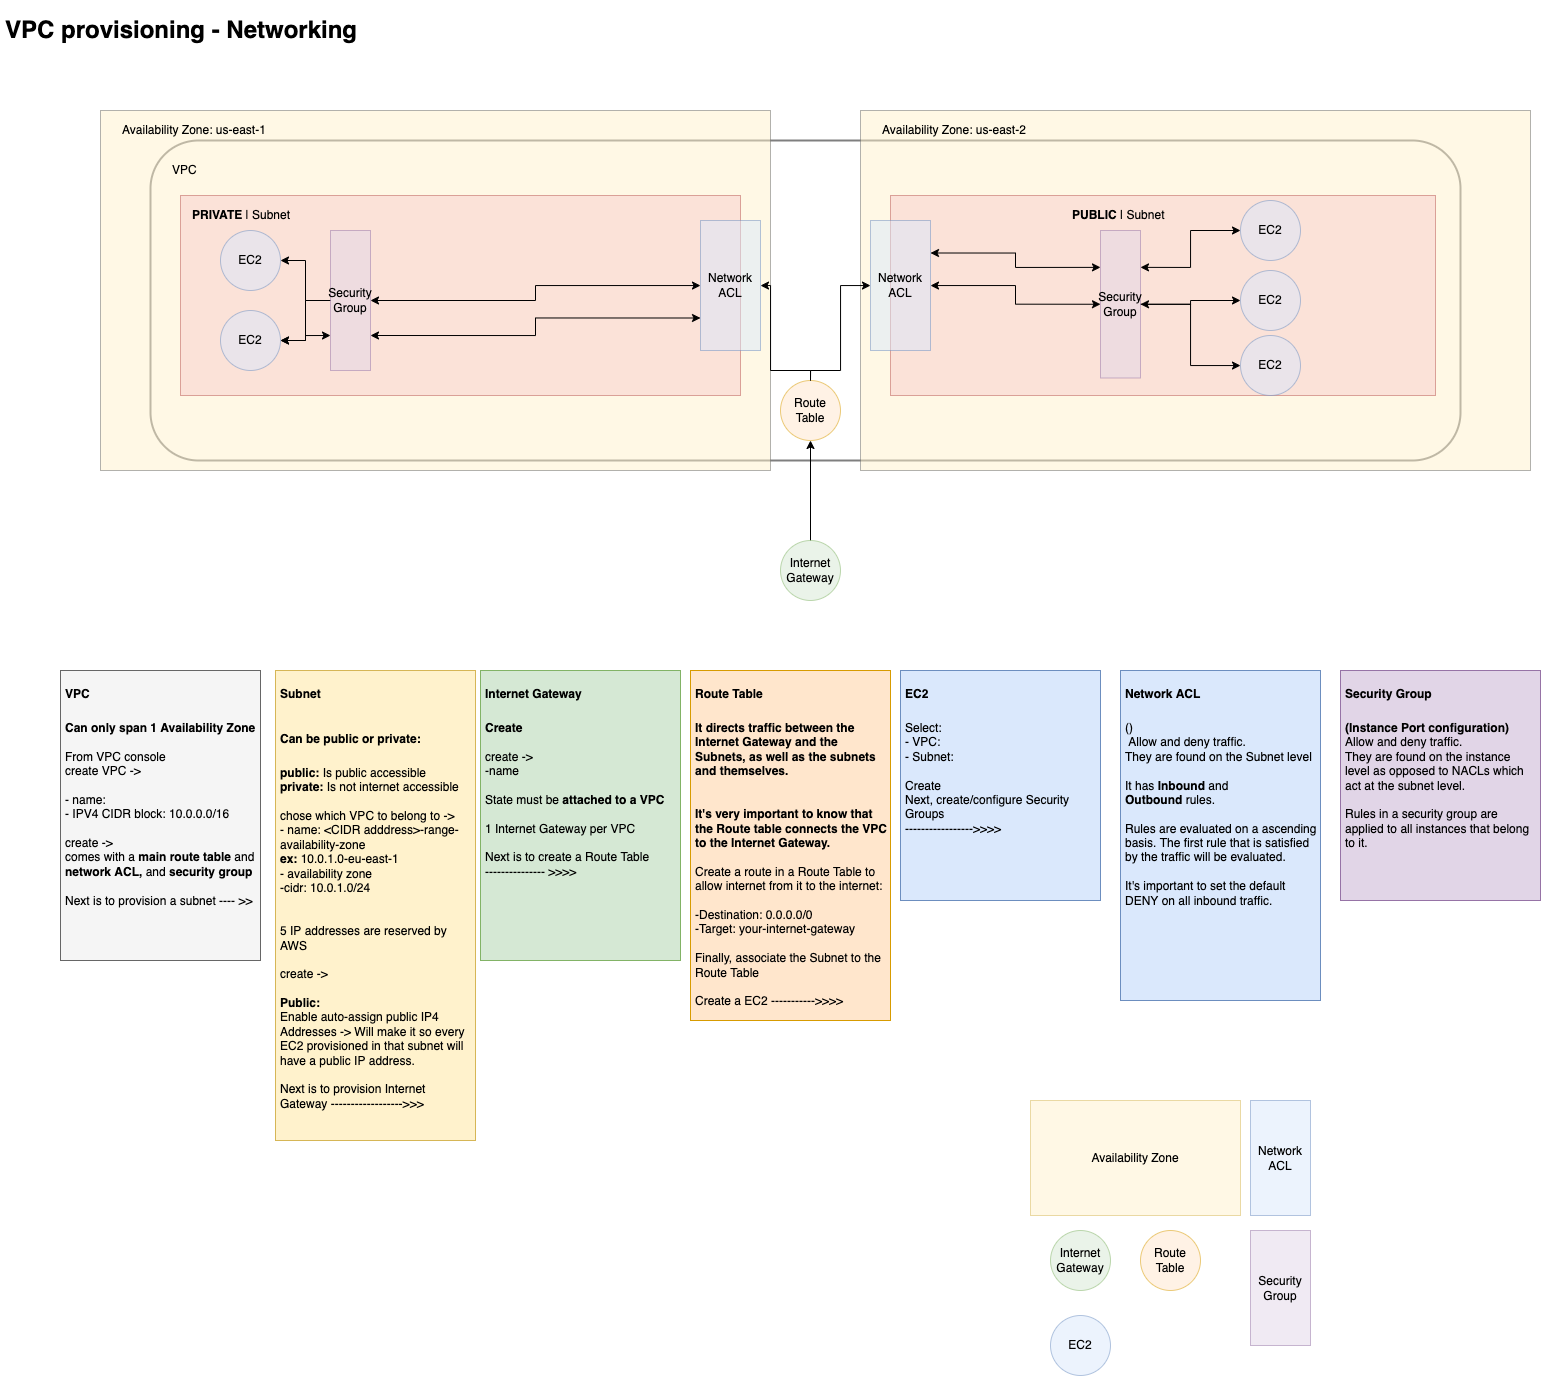 VPC provisioning - Networking
Availability Zone: us-east-1
VPC
PRIVATE | Subnet
EC2
EC2
Security
Group
Network
ACL
Availability Zone: us-east-2
PUBLIC | Subnet
Network
ACL
Security
Group
EC2
EC2
EC2
Route
Table
Internet
Gateway
VPC
Can only span 1 Availability Zone
From VPC console
create VPC ->
- name:
- IPV4 CIDR block: 10.0.0.0/16
create ->
comes with a main route table and
network ACL, and security group
Next is to provision a subnet ---- >>
Subnet
Can be public or private:
public: Is public accessible
private: Is not internet accessible
chose which VPC to belong to ->
- name: <CIDR adddress>-range-
availability-zone
ex: 10.0.1.0-eu-east-1
- availability zone
-cidr: 10.0.1.0/24
5 IP addresses are reserved by
AWS
create ->
Public:
Enable auto-assign public IP4
Addresses -> Will make it so every
EC2 provisioned in that subnet will
have a public IP address.
Next is to provision Internet
Gateway ------------------>>>
Internet Gateway
Create
create ->
-name
State must be attached to a VPC
1 Internet Gateway per VPC
Next is to create a Route Table
--------------- >>>>
Route Table
It directs traffic between the
Internet Gateway and the
Subnets, as well as the subnets
and themselves.
It's very important to know that
the Route table connects the VPC
to the Internet Gateway.
Create a route in a Route Table to
allow internet from it to the internet:
-Destination: 0.0.0.0/0
-Target: your-internet-gateway
Finally, associate the Subnet to the
Route Table
Create a EC2 ----------->>>>
EC2
Select:
- VPC:
- Subnet:
Create
Next, create/configure Security
Groups
----------------->>>>
Network ACL
()
Allow and deny traffic.
They are found on the Subnet level
It has Inbound and
Outbound rules.
Rules are evaluated on a ascending
basis. The first rule that is satisfied
by the traffic will be evaluated.
It's important to set the default
DENY on all inbound traffic.
Security Group
(Instance Port configuration)
Allow and deny traffic.
They are found on the instance
level as opposed to NACLs which
act at the subnet level.
Rules in a security group are
applied to all instances that belong
to it.
Availability Zone
Network
ACL
Internet
Gateway
Route
Table
Security
Group
EC2